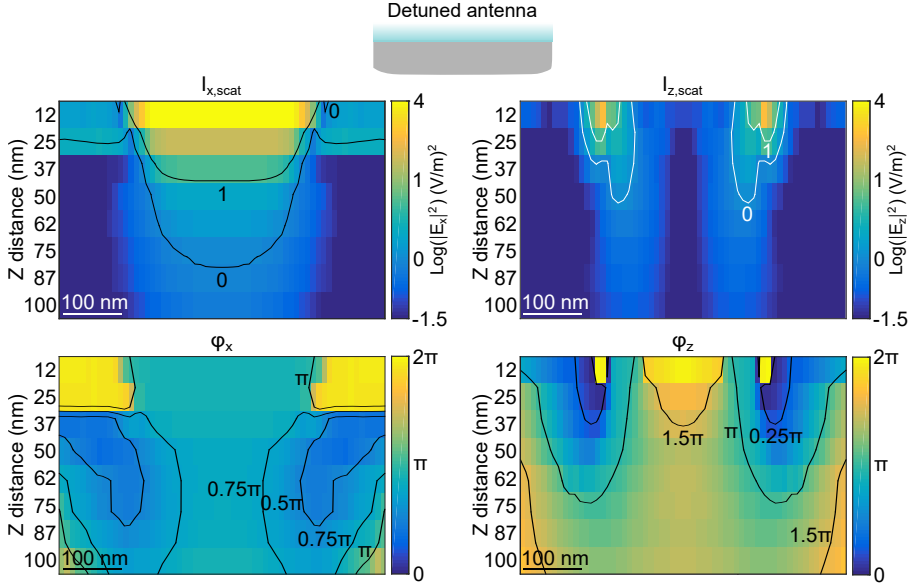 Detuned antenna
I x,scat
Z distance (nm)
12
25
37
50
62
75
87
100
0
1
0
100 nm
4
1
0
-1.5
Log(||E_x|²) (V/m)²
I z,scat
Z distance (nm)
12
25
37
50
62
75
87
100
1
0
100 nm
4
1
0
-1.5
Log(||E_z|²) (V/m)²
φx
Z distance (nm)
12
25
37
50
62
75
87
100
π
0.75π
0.5π
0.75π
π
100 nm
2π
π
0
φz
Z distance (nm)
12
25
37
50
62
75
87
100
1.5π
π
0.25π
1.5π
100 nm
2π
π
0